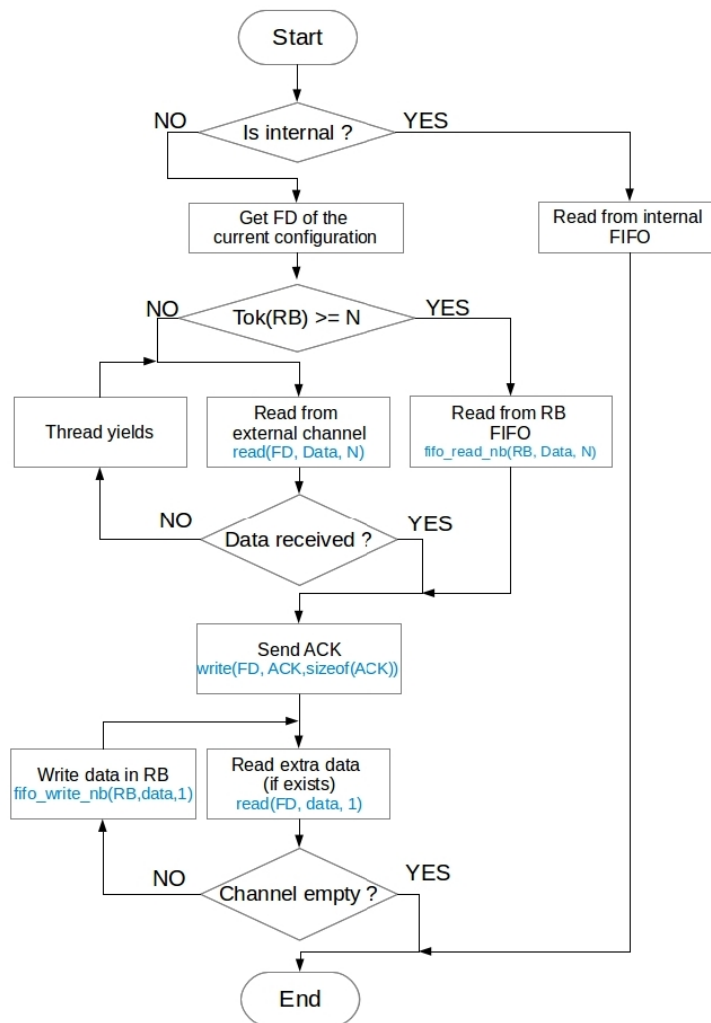 Start
NO
Is internal ?
YES
Get FD of the
current configuration
Read from internal
FIFO
NO
Tok(RB) >= N
YES
Thread yields
Read from
external channel
read(FD, Data, N)
Read from RB
FIFO
fifo_read_nb(RB, Data, N)
NO
Data received ?
YES
Send ACK
write(FD, ACK,sizeof(ACK))
Write data in RB
fifo_write_nb(RB,data,1)
Read extra data
(if exists)
read(FD, data, 1)
NO
Channel empty ?
YES
End